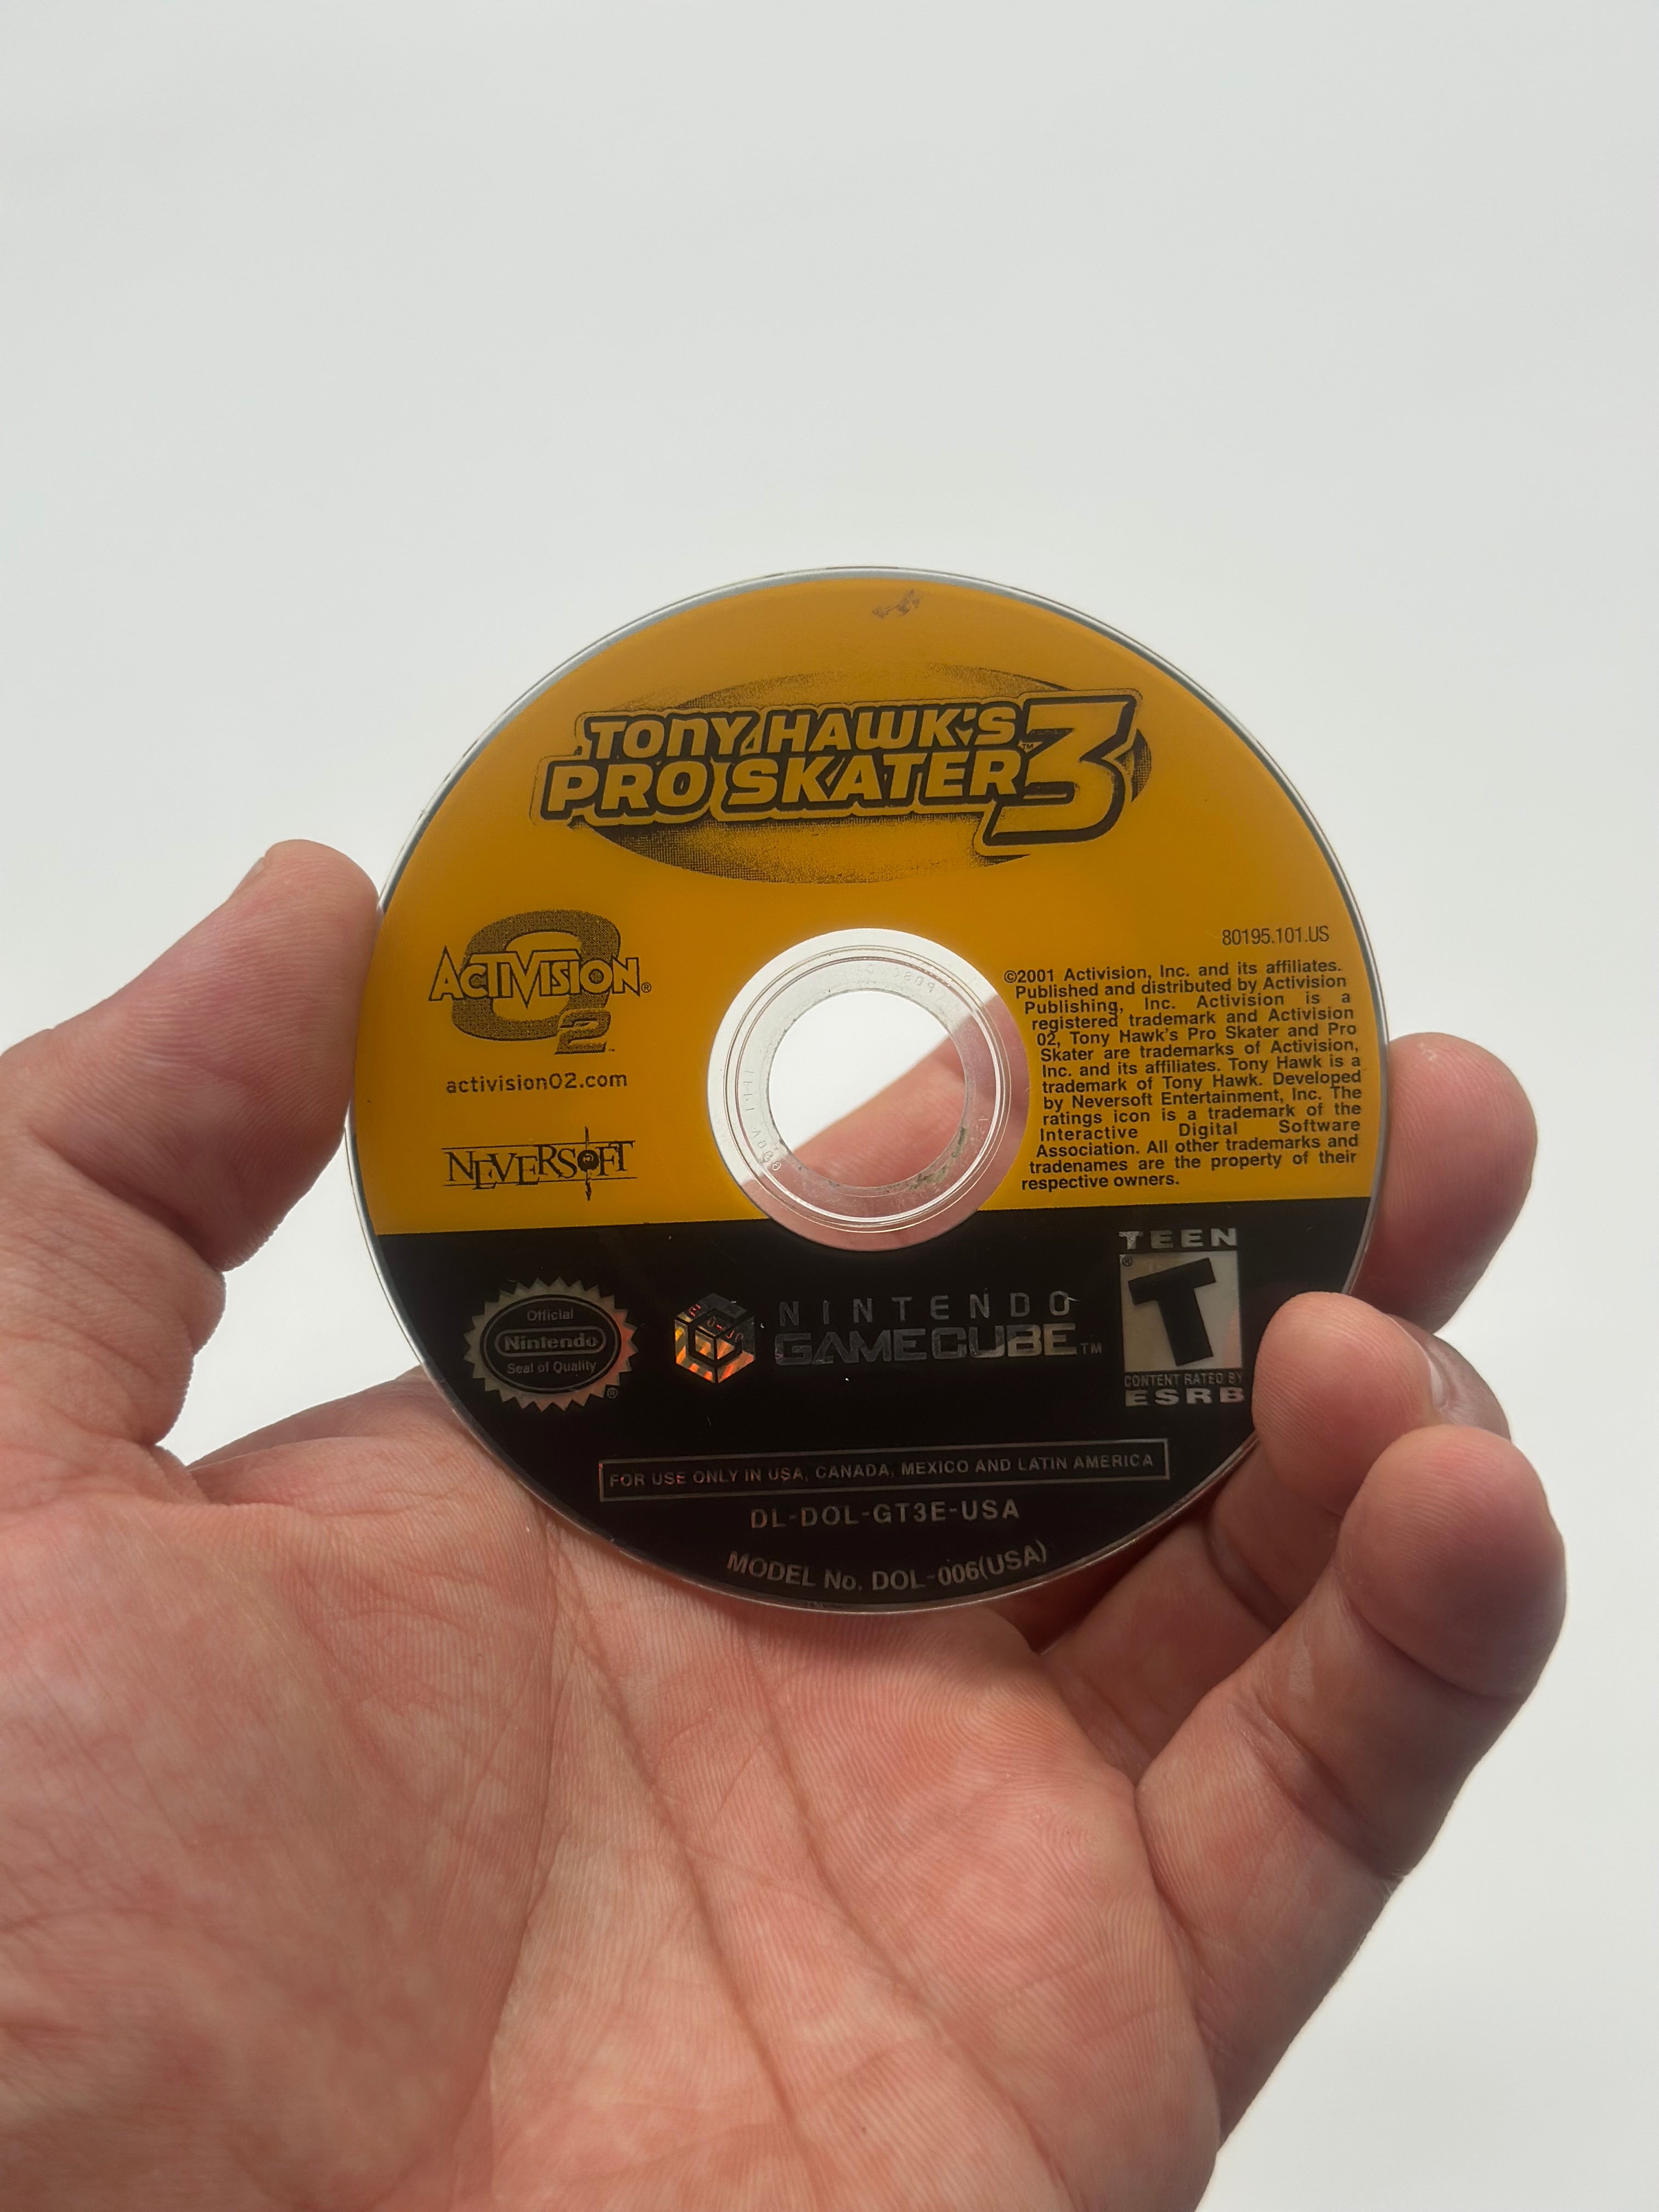 TONY HAWK'S
PRO SKATER 3™
ACTIVISION®
O2™
activisionO2.com
NEVERSOFT
80195.101.US
©2001 Activision, Inc. and its affiliates.
Published and distributed by Activision
Publishing, Inc. Activision is a
registered trademark and Activision
O2, Tony Hawk's Pro Skater and Pro
Skater are trademarks of Activision,
Inc. and its affiliates. Tony Hawk is a
trademark of Tony Hawk. Developed
by Neversoft Entertainment, Inc. The
ratings icon is a trademark of the
Interactive Digital Software
Association. All other trademarks and
tradenames are the property of their
respective owners.
Official
Nintendo
Seal of Quality
®
NINTENDO
GAMECUBE™
TEEN
®
T
CONTENT RATED BY
ESRB
FOR USE ONLY IN USA, CANADA, MEXICO AND LATIN AMERICA
DL-DOL-GT3E-USA
MODEL No. DOL-006(USA)